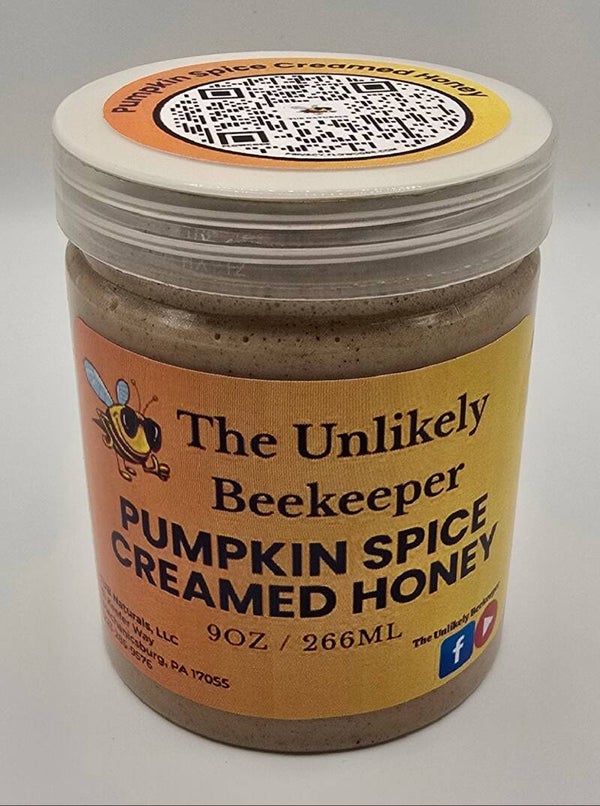 Pumpkin Spice Creamed Honey
The Unlikely
Beekeeper
PUMPKIN SPICE
CREAMED HONEY
9OZ / 266ML
Naturals, LLC
Way
PA 17055
The Unlikely Beekeeper
f